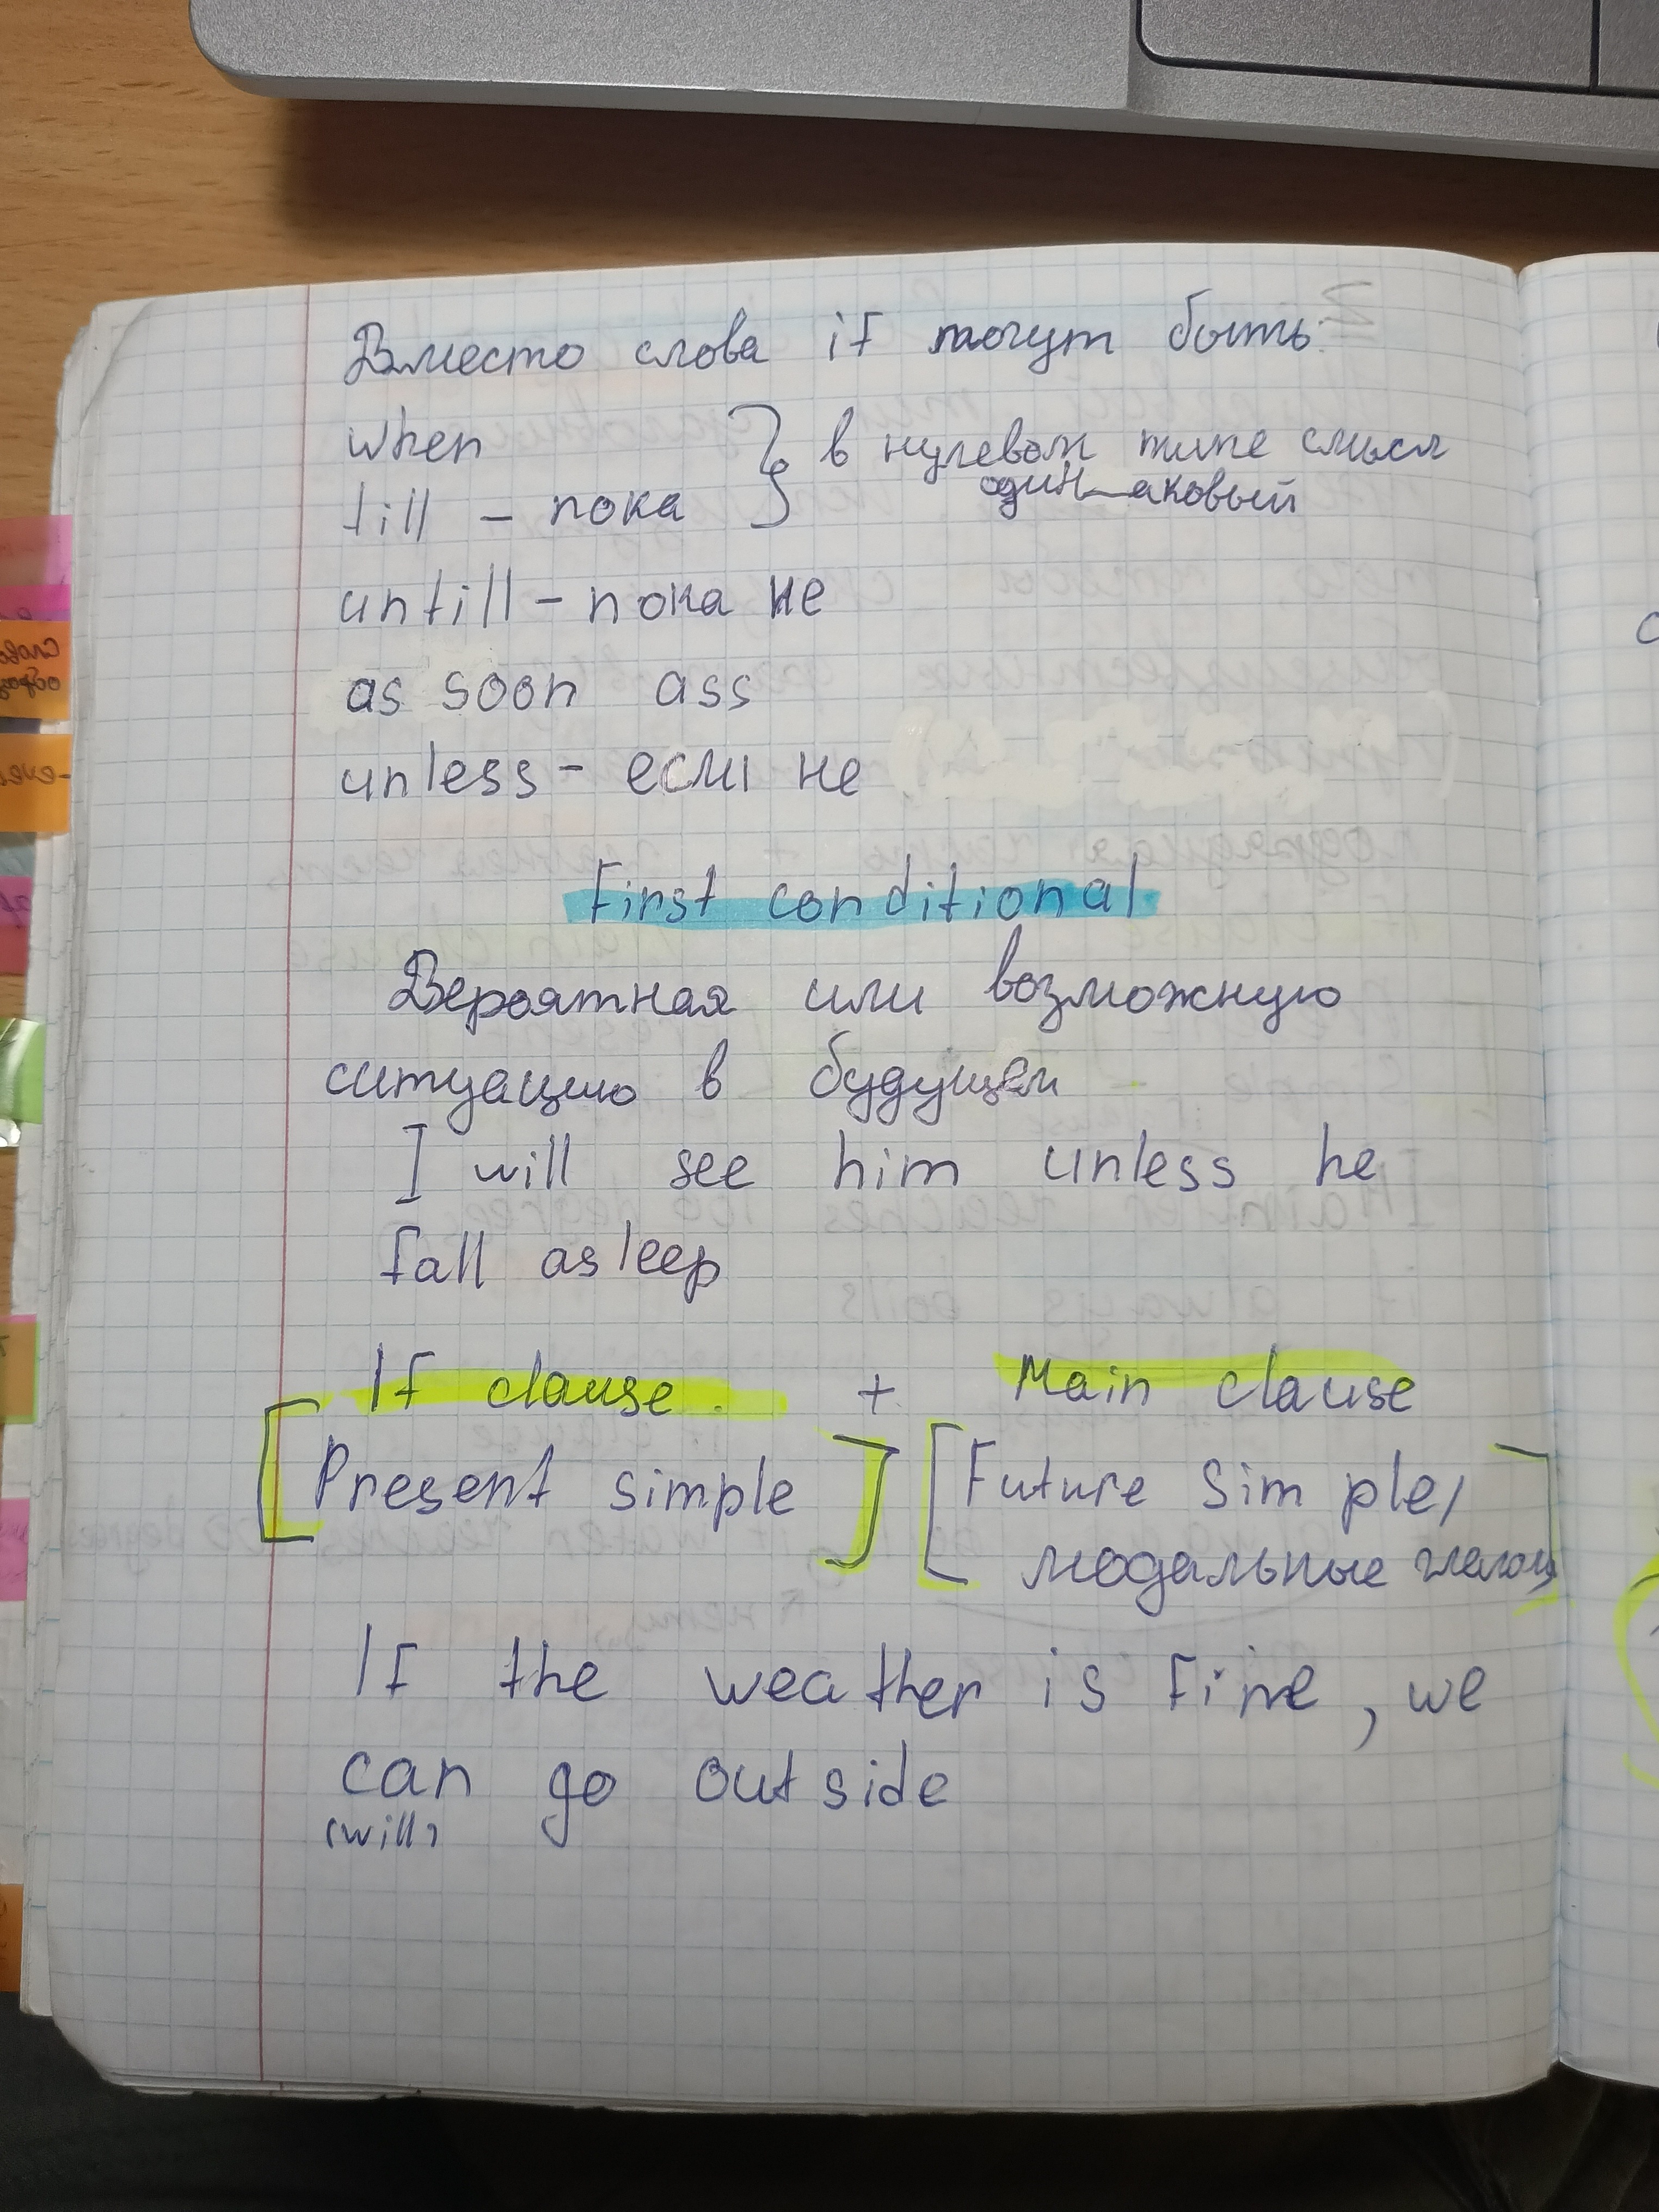 Вместо слова if могут быть:
when } в нулевом типе смысл
одинаковый
till – пока
untill – пока не
as soon ass
unless – если не
First conditional
Вероятная или возможную
ситуацию в будущем
I will see him unless he
fall asleep
If clause + Main clause
[Present simple] [Future Simple,
модальные глаголы]
If the weather is fine, we
can go outside
(will)